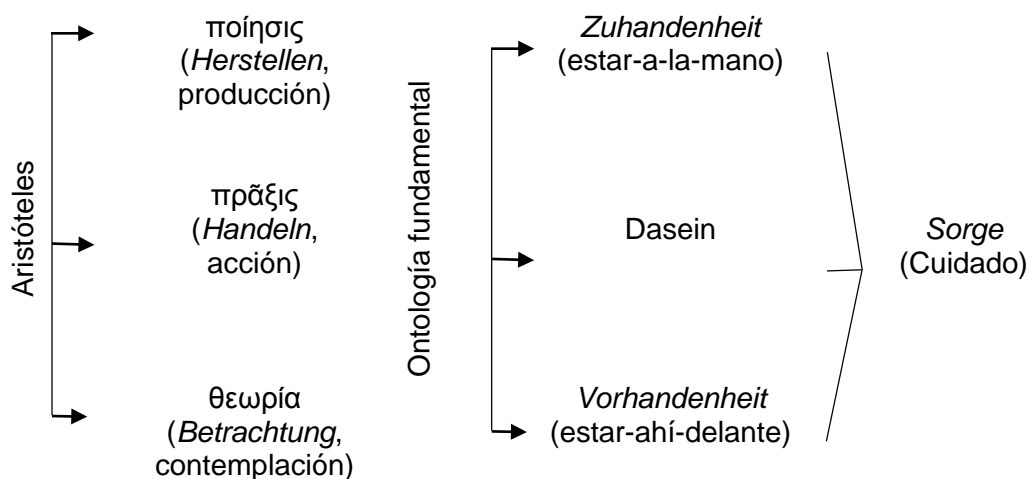 Aristóteles
ποίησις
(Herstellen,
producción)
πρᾶξις
(Handeln,
acción)
θεωρία
(Betrachtung,
contemplación)
Ontología fundamental
Zuhandenheit
(estar-a-la-mano)
Dasein
Vorhandenheit
(estar-ahí-delante)
Sorge
(Cuidado)